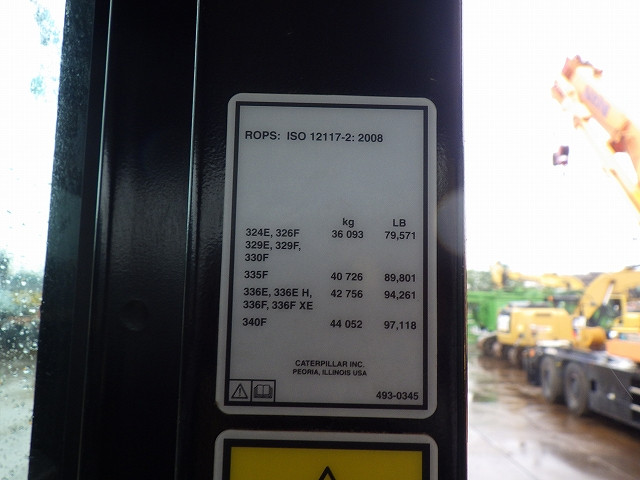 ROPS: ISO 12117-2: 2008
kg LB
324E, 326F 36 093 79,571
329E, 329F,
330F
335F 40 726 89,801
336E, 336E H, 42 756 94,261
336F, 336F XE
340F 44 052 97,118
CATERPILLAR INC.
PEORIA, ILLINOIS USA
493-0345